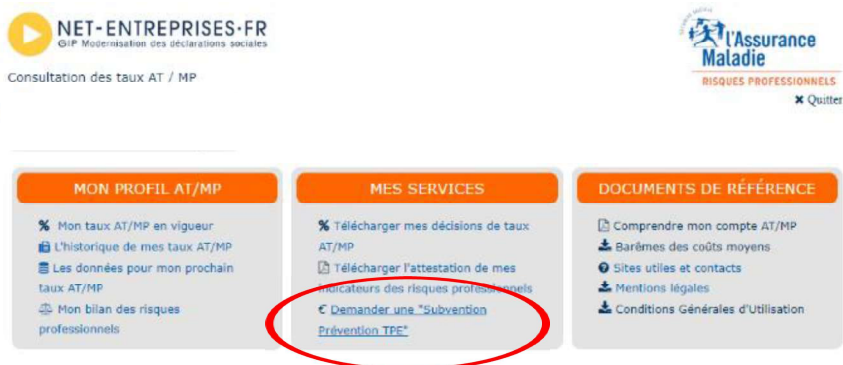 NET-ENTREPRISES·FR
GIP Modernisation des déclarations sociales
l'Assurance
Maladie
RISQUES PROFESSIONNELS
Consultation des taux AT / MP
✖ Quitter
MON PROFIL AT/MP
% Mon taux AT/MP en vigueur
L'historique de mes taux AT/MP
Les données pour mon prochain
taux AT/MP
Mon bilan des risques
professionnels
MES SERVICES
% Télécharger mes décisions de taux
AT/MP
Télécharger l'attestation de mes
indicateurs des risques professionnels
€ Demander une "Subvention
Prévention TPE"
DOCUMENTS DE RÉFÉRENCE
Comprendre mon compte AT/MP
Barêmes des coûts moyens
Sites utiles et contacts
Mentions légales
Conditions Générales d'Utilisation